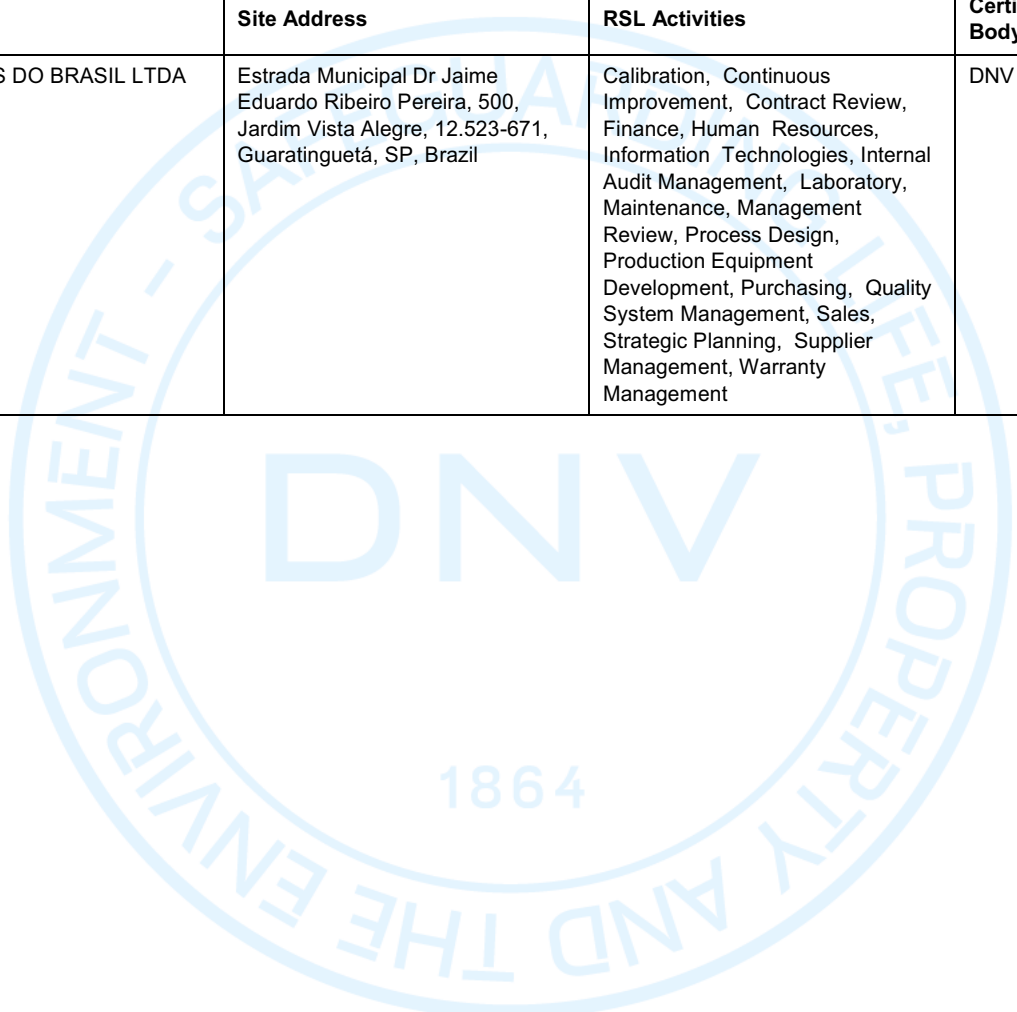 Site Address
RSL Activities
Body
S DO BRASIL LTDA
Estrada Municipal Dr Jaime
Eduardo Ribeiro Pereira, 500,
Jardim Vista Alegre, 12.523-671,
Guaratinguetá, SP, Brazil
Calibration, Continuous
Improvement, Contract Review,
Finance, Human Resources,
Information Technologies, Internal
Audit Management, Laboratory,
Maintenance, Management
Review, Process Design,
Production Equipment
Development, Purchasing, Quality
System Management, Sales,
Strategic Planning, Supplier
Management, Warranty
Management
DNV
SAFEGUARDING LIFE, PROPERTY AND THE ENVIRONMENT -
DNV
1864